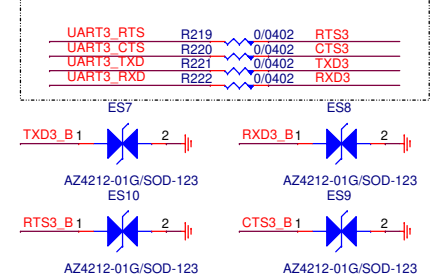 UART3_RTS R219 0/0402 RTS3
UART3_CTS R220 0/0402 CTS3
UART3_TXD R221 0/0402 TXD3
UART3_RXD R222 0/0402 RXD3
ES7 ES8
TXD3_B 1 2 RXD3_B 1 2
AZ4212-01G/SOD-123 AZ4212-01G/SOD-123
ES10 ES9
RTS3_B 1 2 CTS3_B 1 2
AZ4212-01G/SOD-123 AZ4212-01G/SOD-123